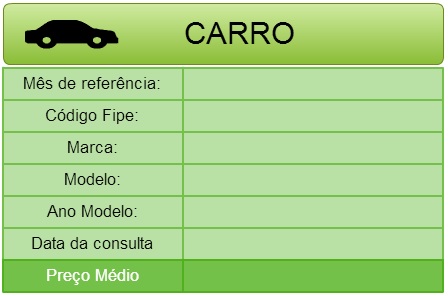 CARRO
Mês de referência:
Código Fipe:
Marca:
Modelo:
Ano Modelo:
Data da consulta
Preço Médio